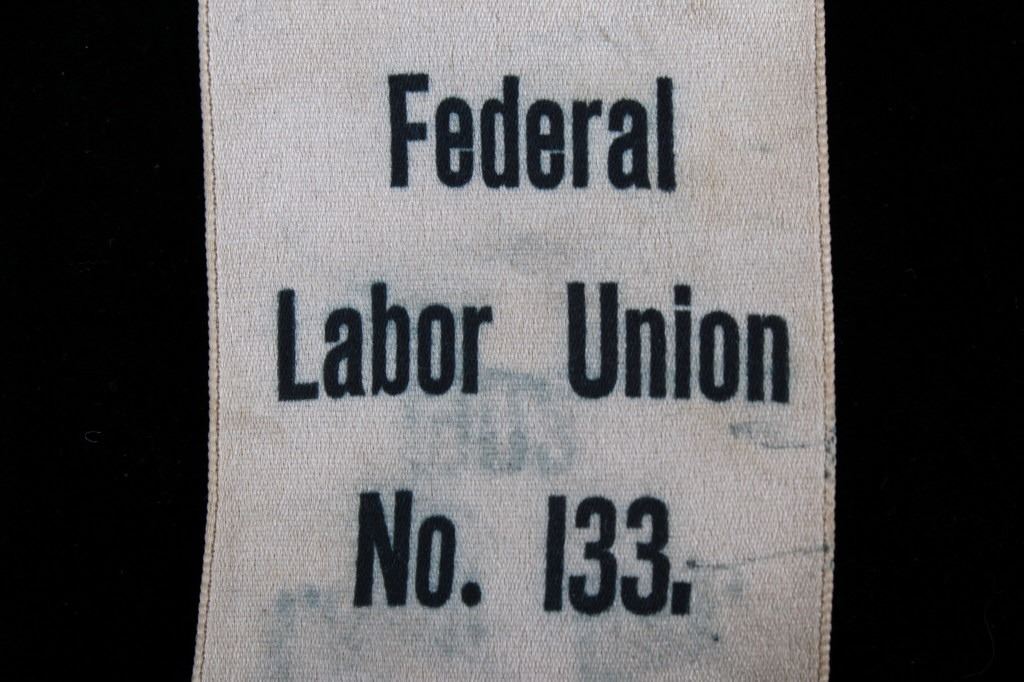 Federal
Labor Union
No. 133.